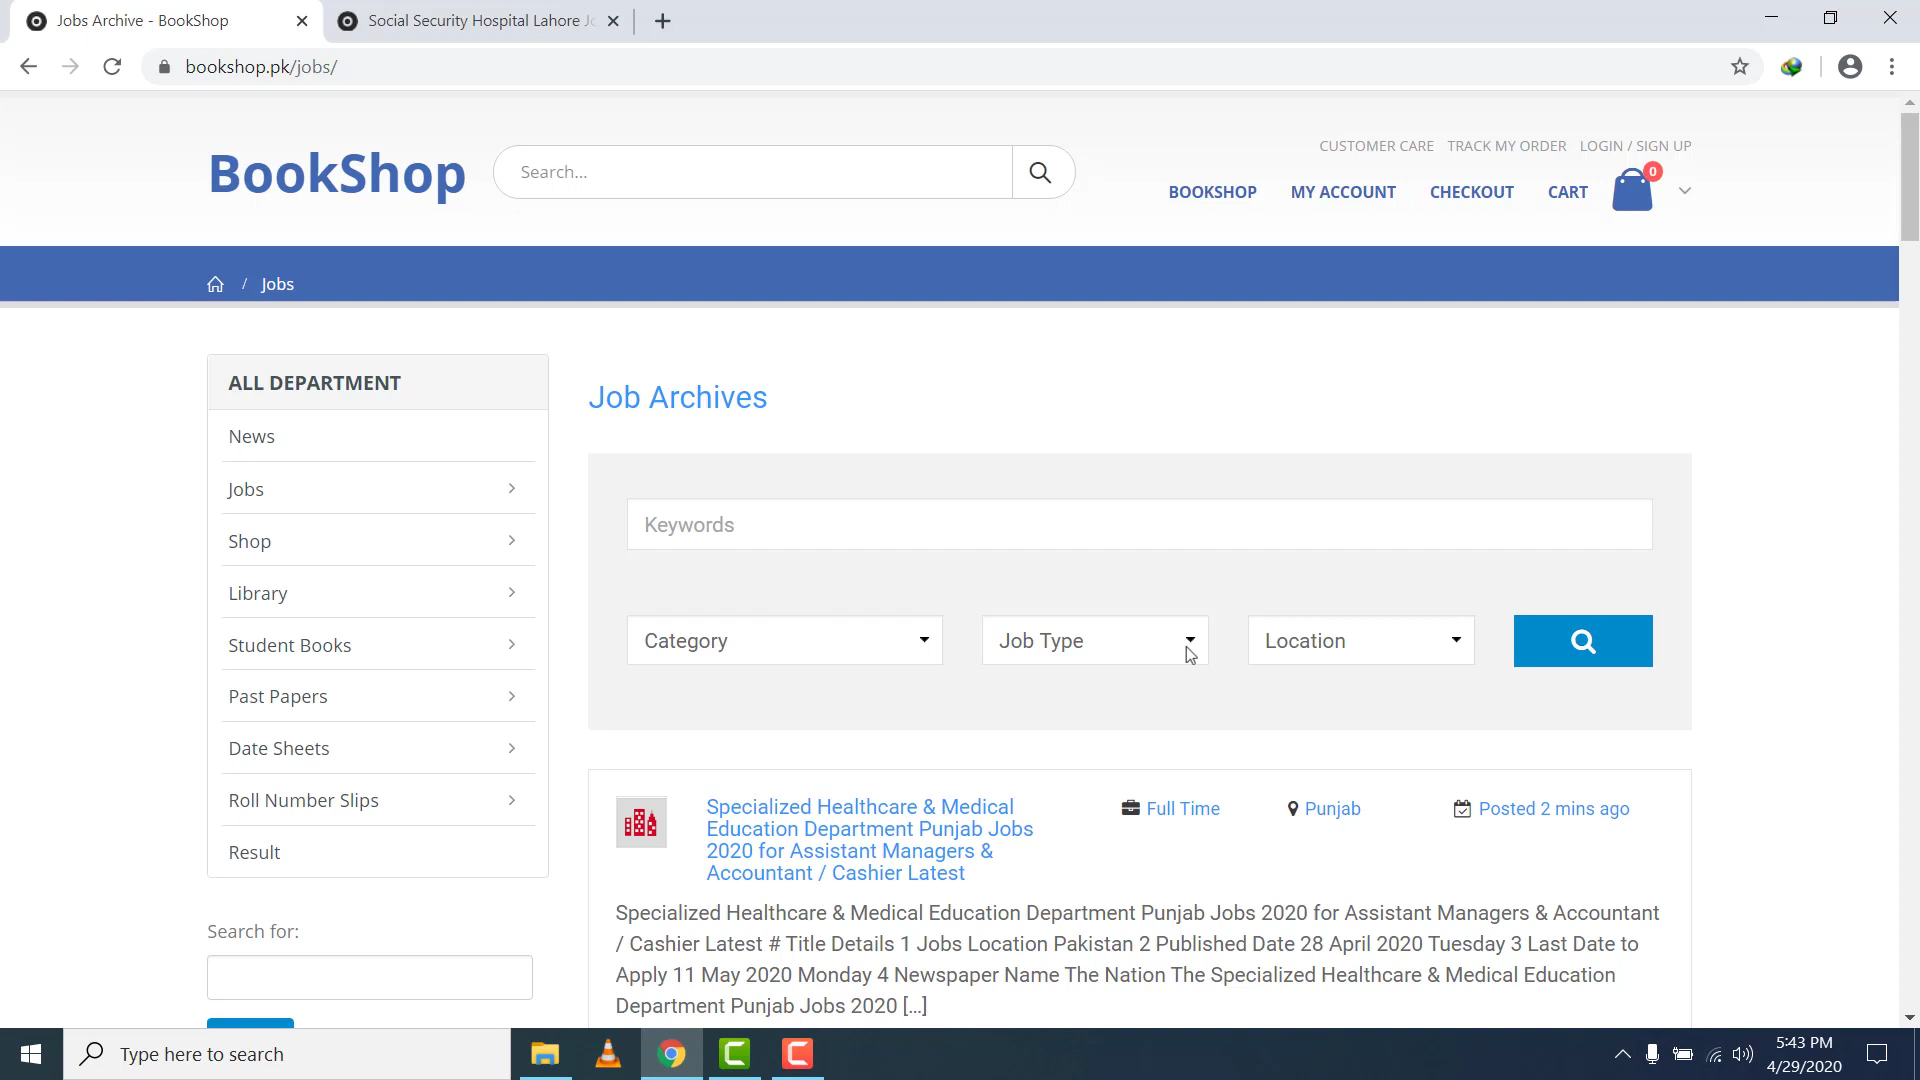 Jobs Archive - BookShop
Social Security Hospital Lahore Jo
bookshop.pk/jobs/
BookShop
Search...
CUSTOMER CARE TRACK MY ORDER LOGIN / SIGN UP
BOOKSHOP MY ACCOUNT CHECKOUT CART 0
/ Jobs
ALL DEPARTMENT
News
Jobs
Shop
Library
Student Books
Past Papers
Date Sheets
Roll Number Slips
Result
Search for:
Job Archives
Keywords
Category Job Type Location
Specialized Healthcare & Medical
Education Department Punjab Jobs
2020 for Assistant Managers &
Accountant / Cashier Latest
Full Time Punjab Posted 2 mins ago
Specialized Healthcare & Medical Education Department Punjab Jobs 2020 for Assistant Managers & Accountant
/ Cashier Latest # Title Details 1 Jobs Location Pakistan 2 Published Date 28 April 2020 Tuesday 3 Last Date to
Apply 11 May 2020 Monday 4 Newspaper Name The Nation The Specialized Healthcare & Medical Education
Department Punjab Jobs 2020 [...]
Type here to search
5:43 PM
4/29/2020